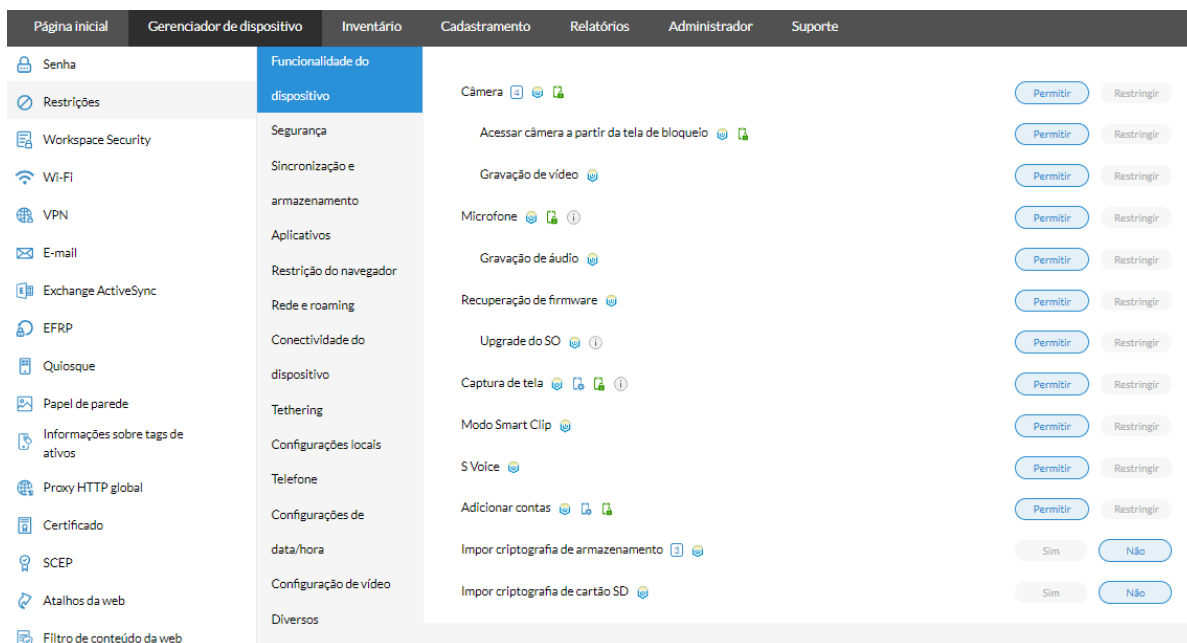 Página inicial Gerenciador de dispositivo Inventário Cadastramento Relatórios Administrador Suporte
Senha
Restrições
Workspace Security
Wi-Fi
VPN
E-mail
Exchange ActiveSync
EFRP
Quiosque
Papel de parede
Informações sobre tags de
ativos
Proxy HTTP global
Certificado
SCEP
Atalhos da web
Filtro de conteúdo da web
Funcionalidade do
dispositivo
Segurança
Sincronização e
armazenamento
Aplicativos
Restrição do navegador
Rede e roaming
Conectividade do
dispositivo
Tethering
Configurações locais
Telefone
Configurações de
data/hora
Configuração de vídeo
Diversos
Câmera 4 Permitir Restringir
Acessar câmera a partir da tela de bloqueio Permitir Restringir
Gravação de vídeo Permitir Restringir
Microfone Permitir Restringir
Gravação de áudio Permitir Restringir
Recuperação de firmware Permitir Restringir
Upgrade do SO Permitir Restringir
Captura de tela Permitir Restringir
Modo Smart Clip Permitir Restringir
S Voice Permitir Restringir
Adicionar contas Permitir Restringir
Impor criptografia de armazenamento 3 Sim Não
Impor criptografia de cartão SD Sim Não